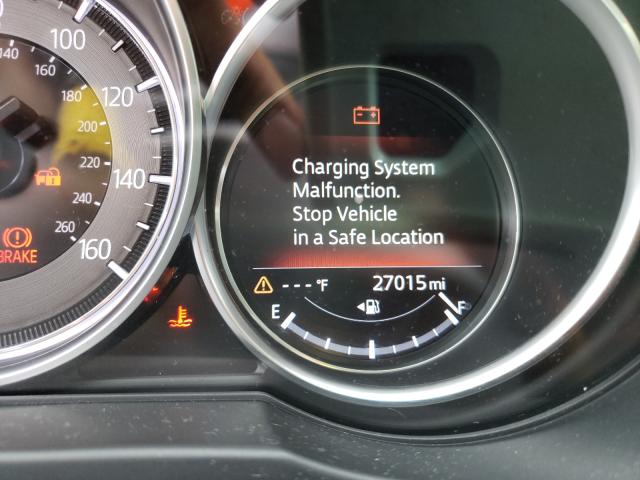 100
120
140
160
140
160
180
200
220
240
260
BRAKE
Charging System
Malfunction.
Stop Vehicle
in a Safe Location
--- °F
27015 mi
E
F